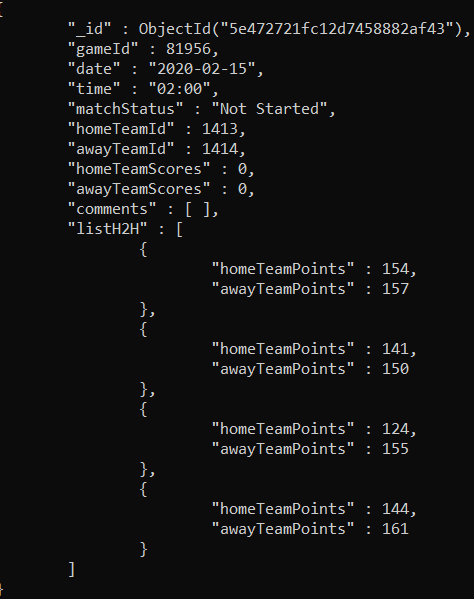 {
"_id" : ObjectId("5e472721fc12d7458882af43"),
"gameId" : 81956,
"date" : "2020-02-15",
"time" : "02:00",
"matchStatus" : "Not Started",
"homeTeamId" : 1413,
"awayTeamId" : 1414,
"homeTeamScores" : 0,
"awayTeamScores" : 0,
"comments" : [ ],
"listH2H" : [
{
"homeTeamPoints" : 154,
"awayTeamPoints" : 157
},
{
"homeTeamPoints" : 141,
"awayTeamPoints" : 150
},
{
"homeTeamPoints" : 124,
"awayTeamPoints" : 155
},
{
"homeTeamPoints" : 144,
"awayTeamPoints" : 161
}
]
}